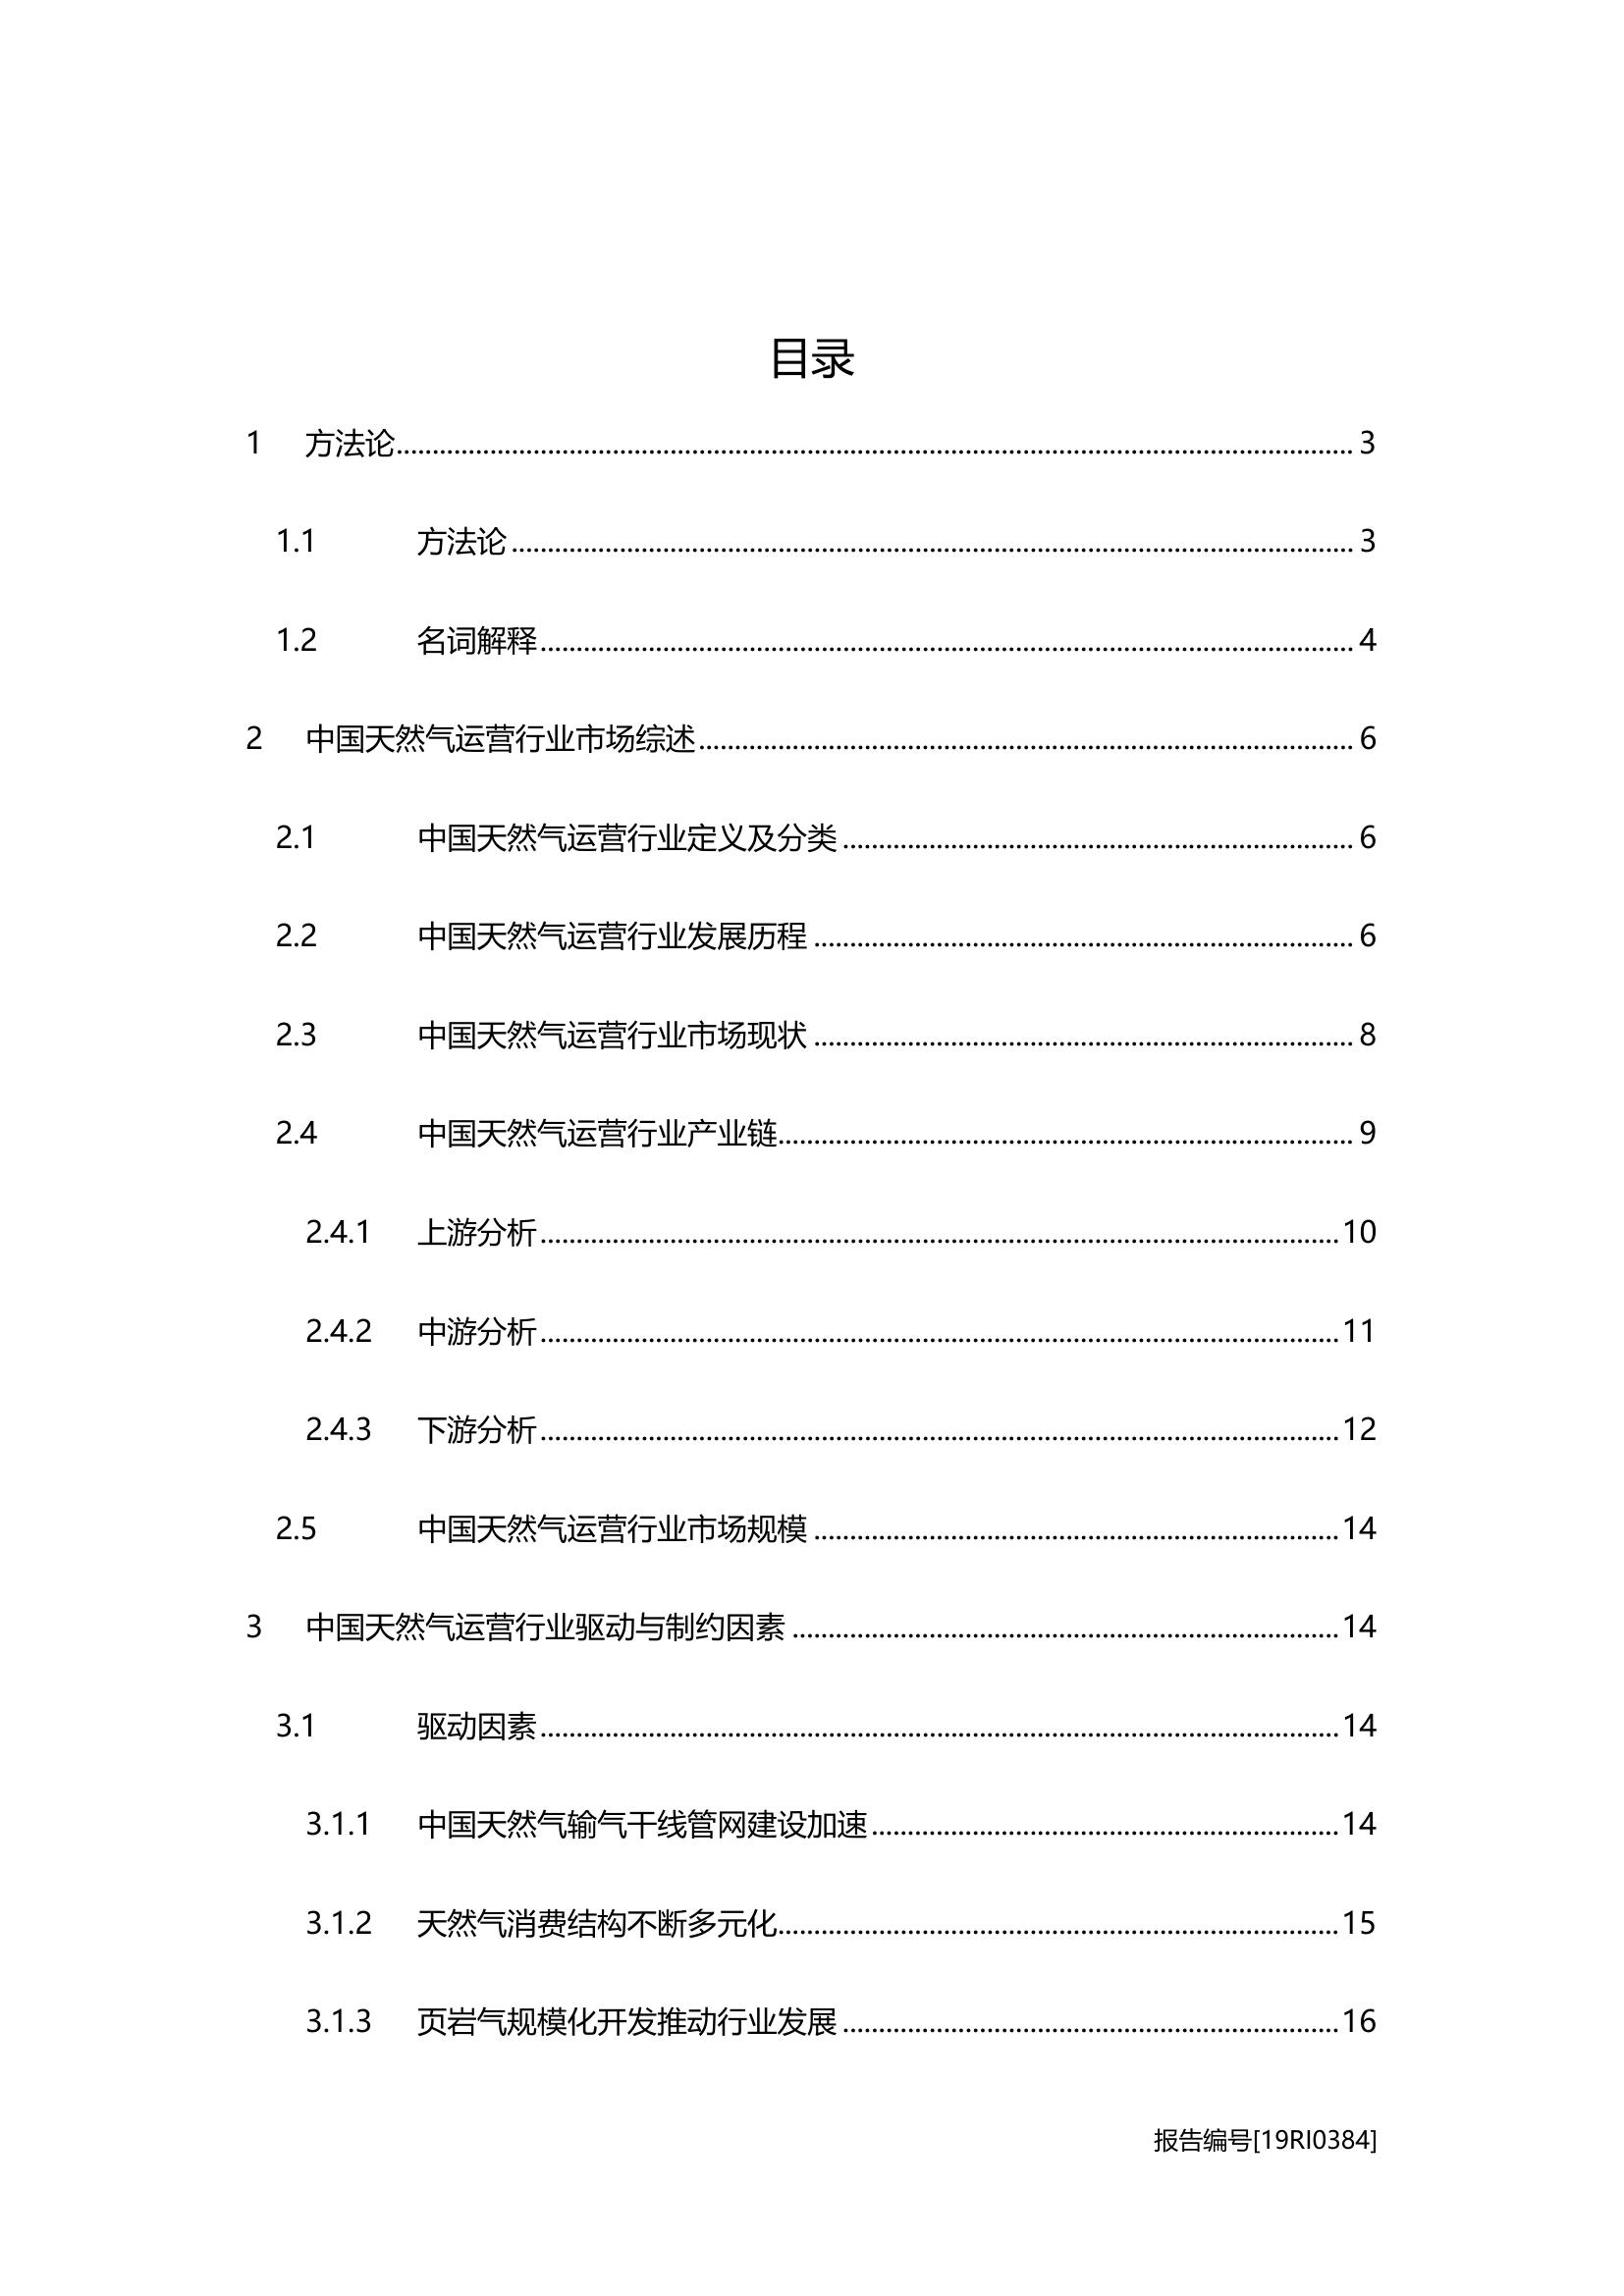 目录
1 方法论 3
1.1 方法论 3
1.2 名词解释 4
2 中国天然气运营行业市场综述 6
2.1 中国天然气运营行业定义及分类 6
2.2 中国天然气运营行业发展历程 6
2.3 中国天然气运营行业市场现状 8
2.4 中国天然气运营行业产业链 9
2.4.1 上游分析 10
2.4.2 中游分析 11
2.4.3 下游分析 12
2.5 中国天然气运营行业市场规模 14
3 中国天然气运营行业驱动与制约因素 14
3.1 驱动因素 14
3.1.1 中国天然气输气干线管网建设加速 14
3.1.2 天然气消费结构不断多元化 15
3.1.3 页岩气规模化开发推动行业发展 16
报告编号[19RI0384]